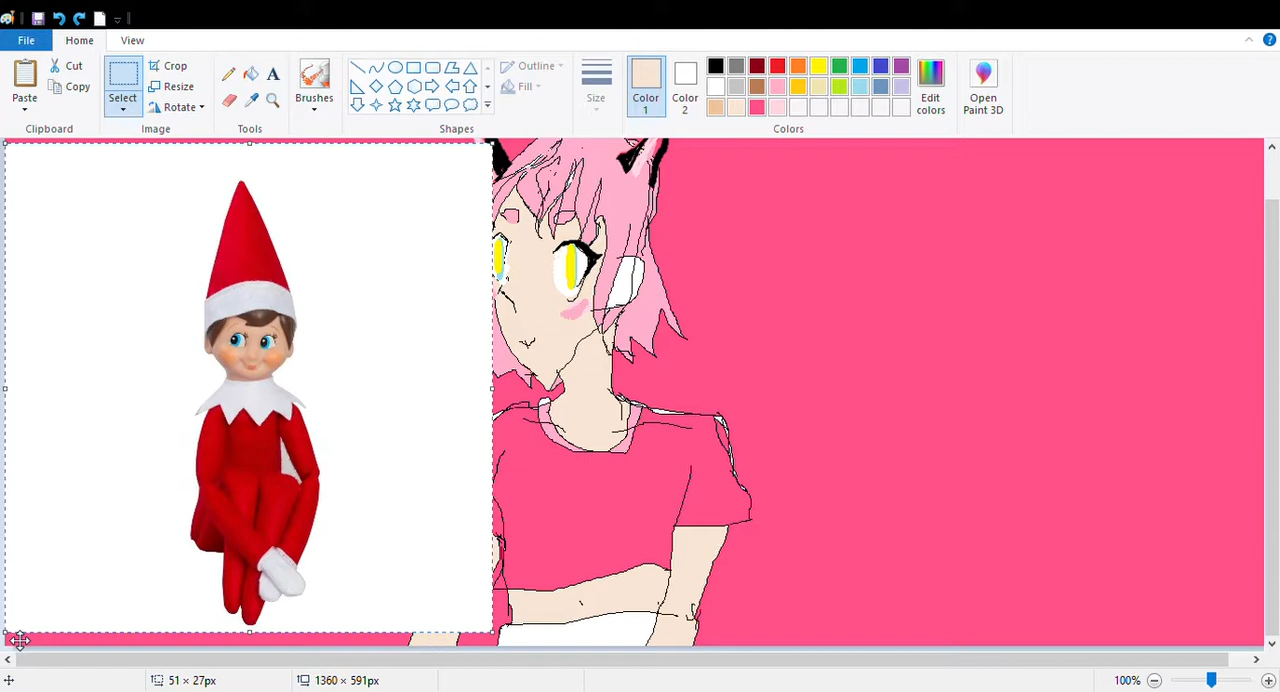 File Home View
Paste Cut Copy Clipboard
Select Crop Resize Rotate Image
A Tools
Brushes
Shapes Outline Fill
Size
Color 1 Color 2 Edit colors Colors
Open Paint 3D
51 × 27px 1360 × 591px 100%